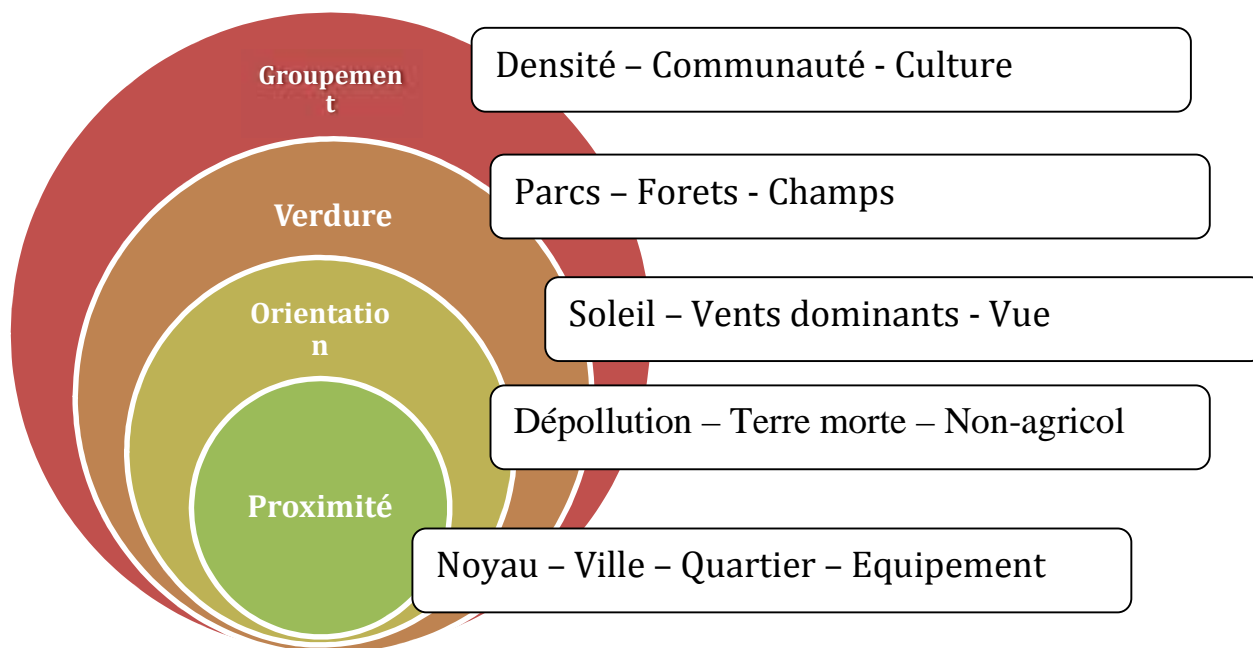 Groupemen
t
Densité – Communauté - Culture
Verdure
Parcs – Forets - Champs
Orientatio
n
Soleil – Vents dominants - Vue
Dépollution – Terre morte – Non-agricol
Proximité
Noyau – Ville – Quartier – Equipement